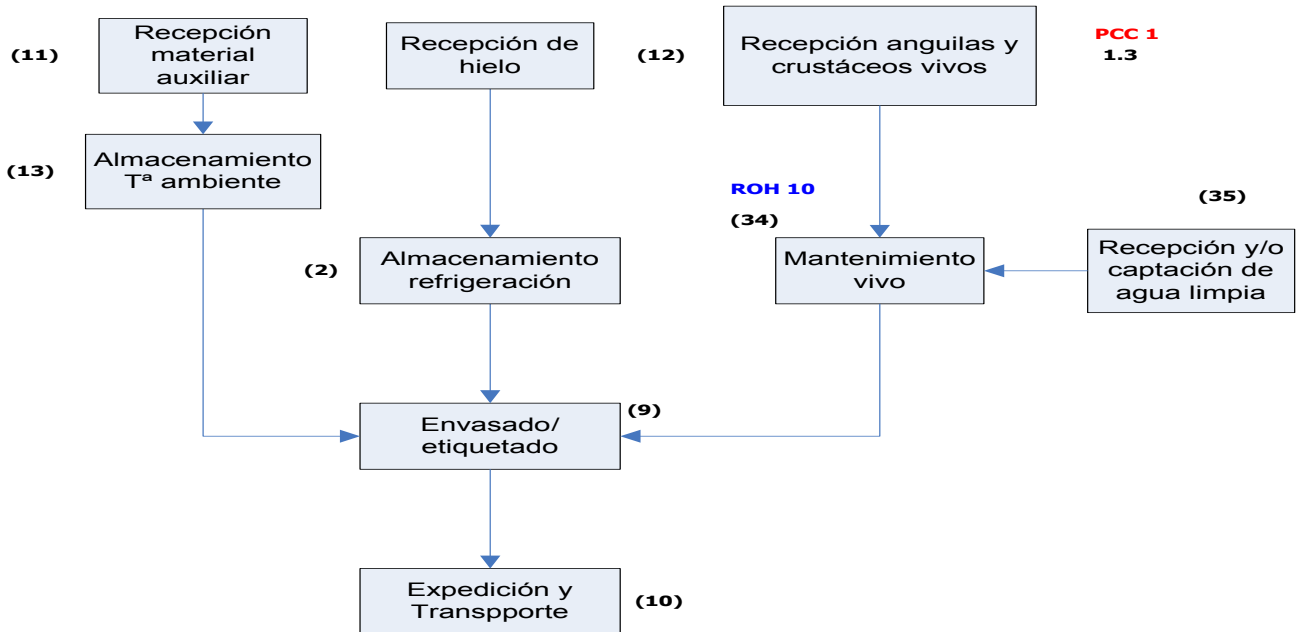 (11)
Recepción
material
auxiliar
Recepción de
hielo
(12)
Recepción anguilas y
crustáceos vivos
PCC 1
1.3
(13)
Almacenamiento
Tª ambiente
ROH 10
(34)
(35)
(2)
Almacenamiento
refrigeración
Mantenimiento
vivo
Recepción y/o
captación de
agua limpia
Envasado/
etiquetado
(9)
Expedición y
Transpporte
(10)